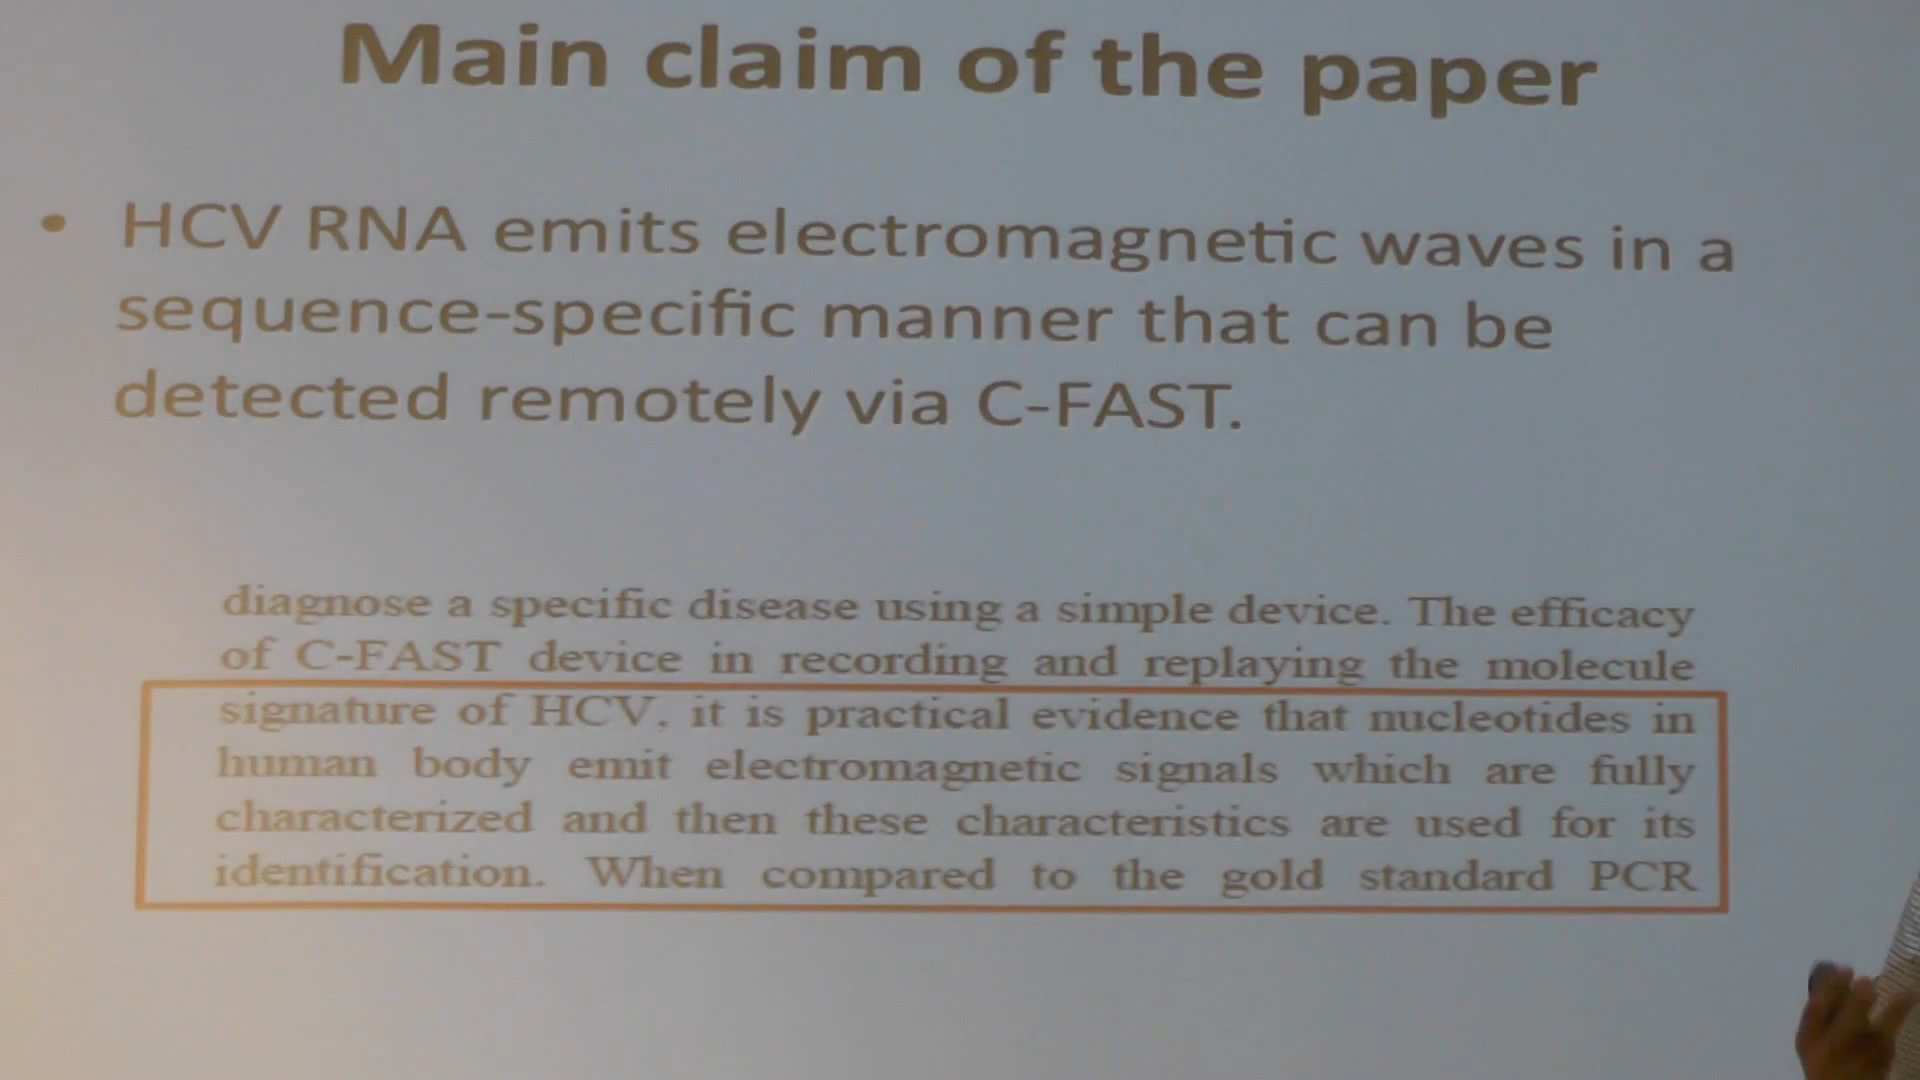 Main claim of the paper
• HCV RNA emits electromagnetic waves in a
sequence-specific manner that can be
detected remotely via C-FAST.
diagnose a specific disease using a simple device. The efficacy
of C-FAST device in recording and replaying the molecule
signature of HCV, it is practical evidence that nucleotides in
human body emit electromagnetic signals which are fully
characterized and then these characteristics are used for its
identification. When compared to the gold standard PCR